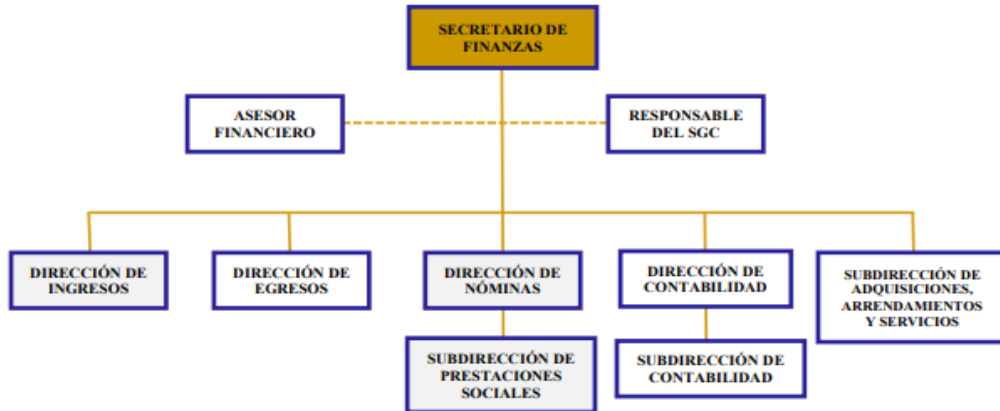 SECRETARIO DE
FINANZAS
ASESOR
FINANCIERO
RESPONSABLE
DEL SGC
DIRECCIÓN DE
INGRESOS
DIRECCIÓN DE
EGRESOS
DIRECCIÓN DE
NÓMINAS
DIRECCIÓN DE
CONTABILIDAD
SUBDIRECCIÓN DE
ADQUISICIONES,
ARRENDAMIENTOS
Y SERVICIOS
SUBDIRECCIÓN DE
PRESTACIONES
SOCIALES
SUBDIRECCIÓN DE
CONTABILIDAD